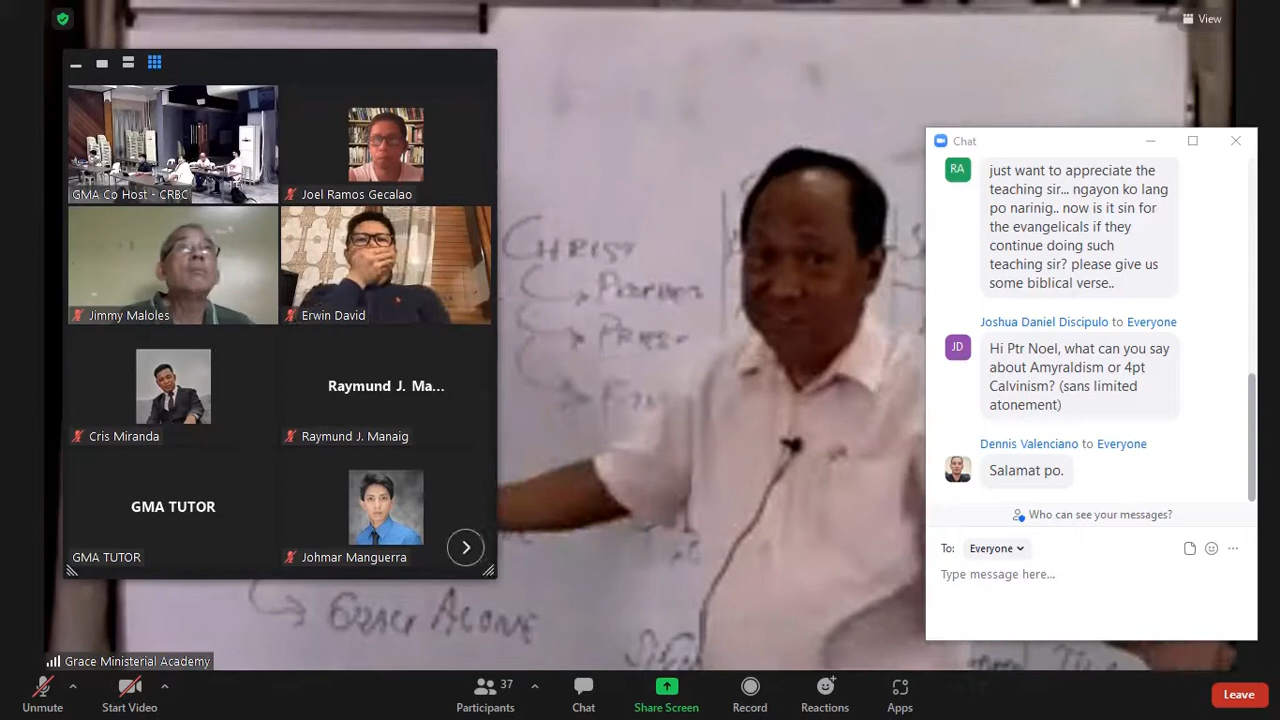 View
GMA Co Host - CRBC
Joel Ramos Gecalao
Jimmy Maloles
Erwin David
Cris Miranda
Raymund J. Ma...
Raymund J. Manaig
GMA TUTOR
GMA TUTOR
Johmar Manguerra
CHRIST
GRACE ALONE
Grace Ministerial Academy
Chat
RA
just want to appreciate the
teaching sir... ngayon ko lang
po narinig.. now is it sin for
the evangelicals if they
continue doing such
teaching sir? please give us
some biblical verse..
Joshua Daniel Discipulo to Everyone
JD
Hi Ptr Noel, what can you say
about Amyraldism or 4pt
Calvinism? (sans limited
atonement)
Dennis Valenciano to Everyone
Salamat po.
Who can see your messages?
To: Everyone
Type message here...
Unmute
Start Video
37
Participants
Chat
Share Screen
Record
Reactions
Apps
Leave